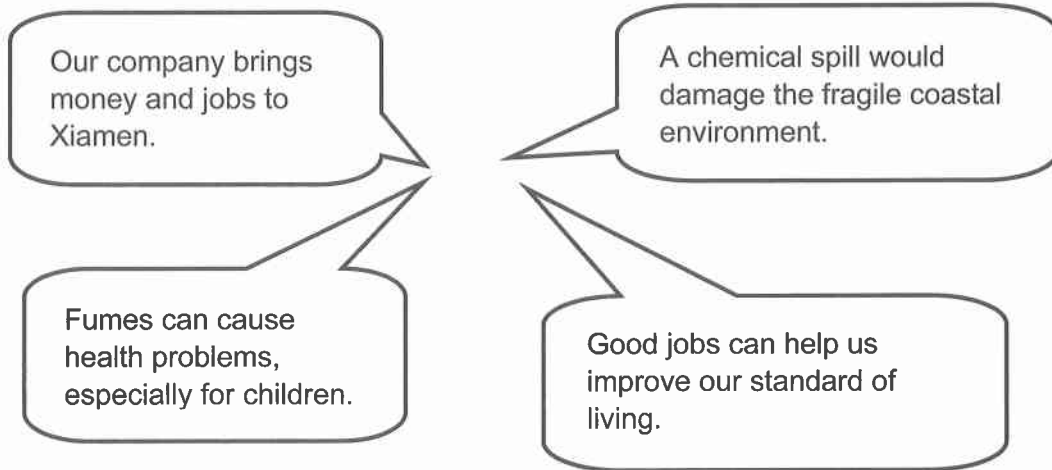 Our company brings
money and jobs to
Xiamen.
A chemical spill would
damage the fragile coastal
environment.
Fumes can cause
health problems,
especially for children.
Good jobs can help us
improve our standard of
living.